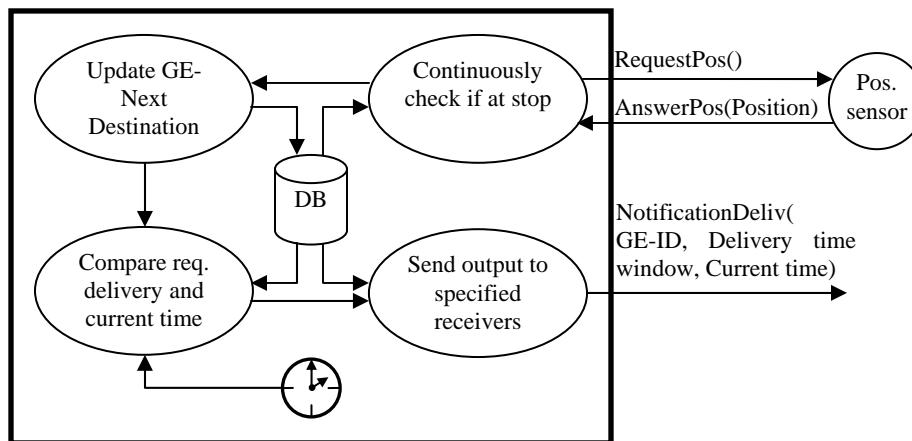 Update GE-
Next
Destination
Continuously
check if at stop
RequestPos()
AnswerPos(Position)
Pos.
sensor
DB
Compare req.
delivery and
current time
Send output to
specified
receivers
NotificationDeliv(
GE-ID, Delivery time
window, Current time)